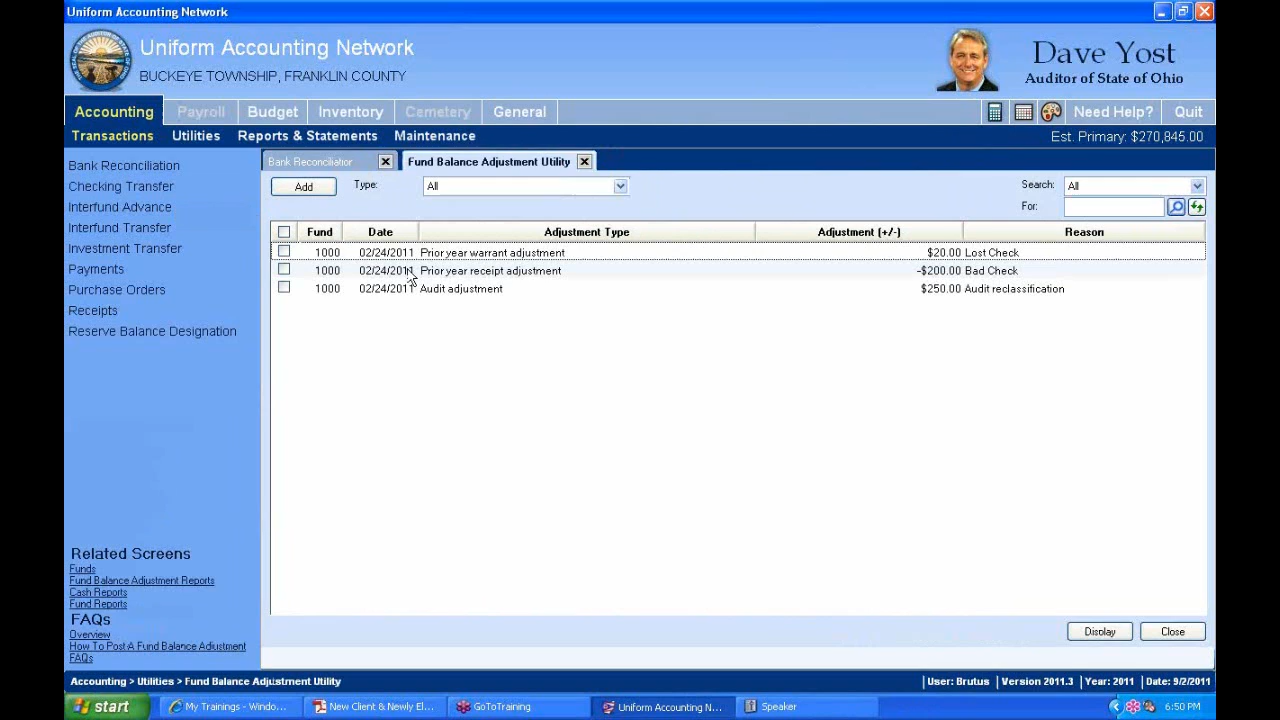 Uniform Accounting Network
Uniform Accounting Network
BUCKEYE TOWNSHIP, FRANKLIN COUNTY
Dave Yost
Auditor of State of Ohio
Accounting Payroll Budget Inventory Cemetery General Need Help? Quit
Transactions Utilities Reports & Statements Maintenance Est. Primary: $270,845.00
Bank Reconciliation
Checking Transfer
Interfund Advance
Interfund Transfer
Investment Transfer
Payments
Purchase Orders
Receipts
Reserve Balance Designation
Related Screens
Funds
Fund Balance Adjustment Reports
Cash Reports
Fund Reports
FAQs
Overview
How To Post A Fund Balance Adjustment
FAQs
Bank Reconciliation Fund Balance Adjustment Utility
Add Type: All Search: All
For:
Fund Date Adjustment Type Adjustment (+/-) Reason
1000 02/24/2011 Prior year warrant adjustment $20.00 Lost Check
1000 02/24/2011 Prior year receipt adjustment -$200.00 Bad Check
1000 02/24/2011 Audit adjustment $250.00 Audit reclassification
Display Close
Accounting > Utilities > Fund Balance Adjustment Utility User: Brutus Version 2011.3 Year: 2011 Date: 9/2/2011
start My Trainings - Windo... New Client & Newly El... GoToTraining Uniform Accounting N... Speaker 6:50 PM